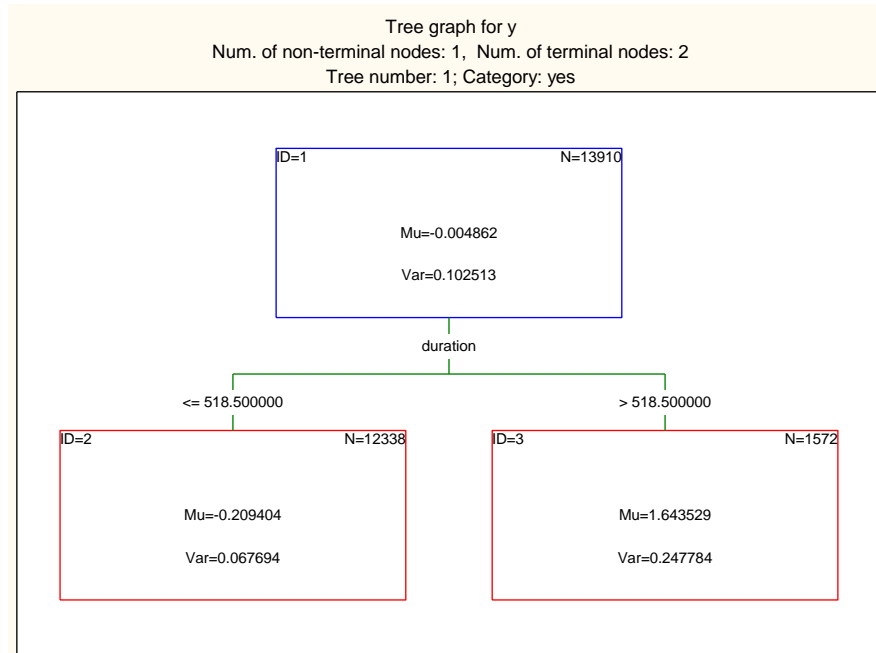 Tree graph for y
Num. of non-terminal nodes: 1,  Num. of terminal nodes: 2
Tree number: 1; Category: yes
ID=1 N=13910
Mu=-0.004862
Var=0.102513
duration
<= 518.500000 > 518.500000
ID=2 N=12338 ID=3 N=1572
Mu=-0.209404 Mu=1.643529
Var=0.067694 Var=0.247784